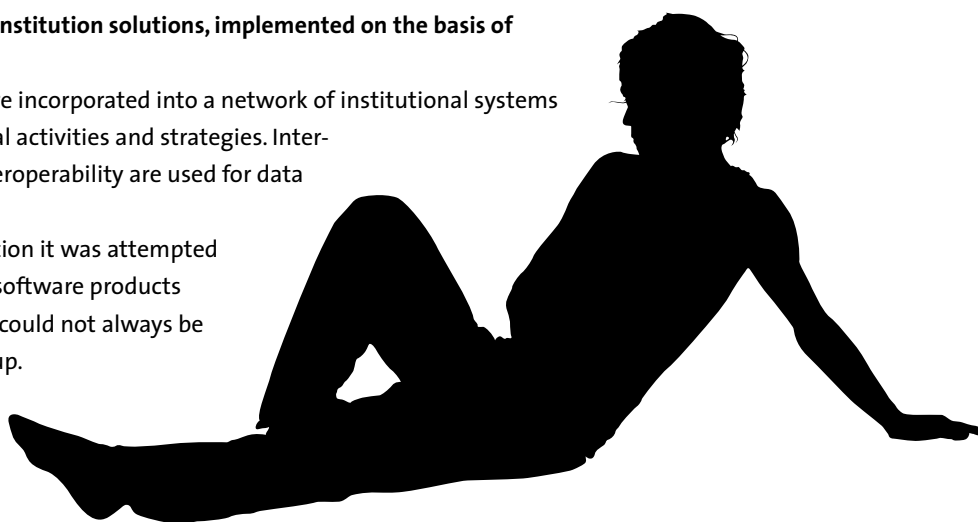 nstitution solutions, implemented on the basis of
e incorporated into a network of institutional systems
al activities and strategies. Inter-
eroperability are used for data
tion it was attempted
software products
could not always be
up.